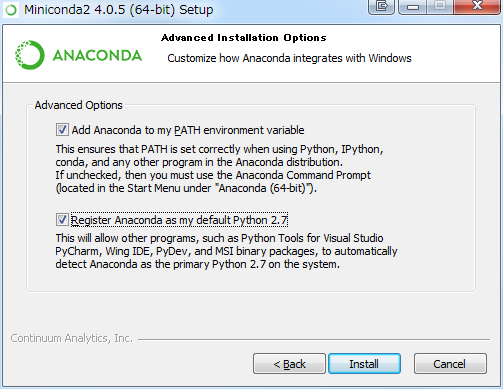 Miniconda2 4.0.5 (64-bit) Setup
ANACONDA
Advanced Installation Options
Customize how Anaconda integrates with Windows
Advanced Options
Add Anaconda to my PATH environment variable
This ensures that PATH is set correctly when using Python, IPython,
conda, and any other program in the Anaconda distribution.
If unchecked, then you must use the Anaconda Command Prompt
(located in the Start Menu under "Anaconda (64-bit)").
Register Anaconda as my default Python 2.7
This will allow other programs, such as Python Tools for Visual Studio
PyCharm, Wing IDE, PyDev, and MSI binary packages, to automatically
detect Anaconda as the primary Python 2.7 on the system.
Continuum Analytics, Inc.
< Back
Install
Cancel